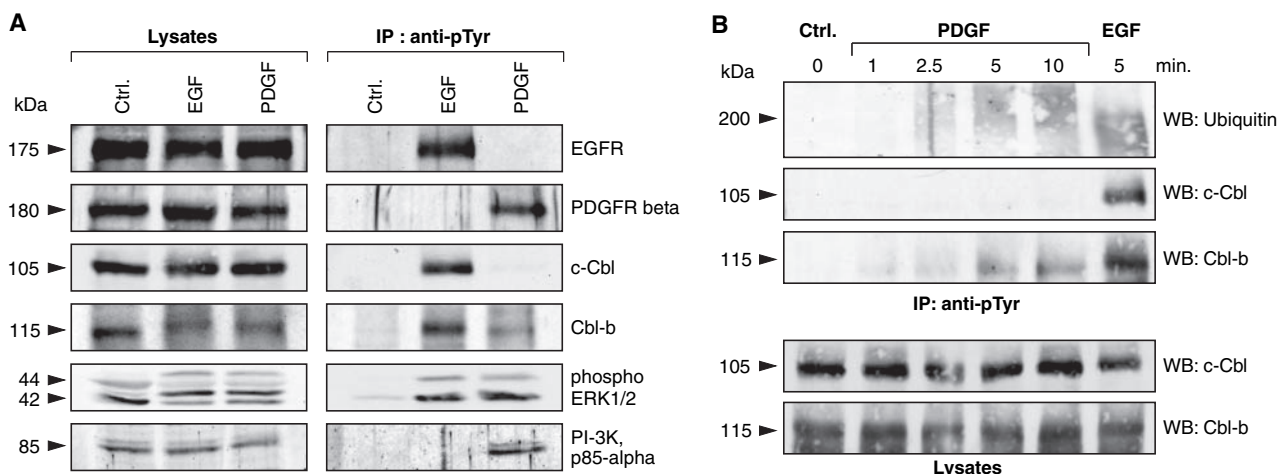 A
Lysates
IP : anti-pTyr
kDa
Ctrl.
EGF
PDGF
Ctrl.
EGF
PDGF
175
EGFR
180
PDGFR beta
105
c-Cbl
115
Cbl-b
44
42
phospho
ERK1/2
85
PI-3K,
p85-alpha
B
Ctrl.
PDGF
EGF
kDa
0
1
2.5
5
10
5
min.
200
WB: Ubiquitin
105
WB: c-Cbl
115
WB: Cbl-b
IP: anti-pTyr
105
WB: c-Cbl
115
WB: Cbl-b
Lysates